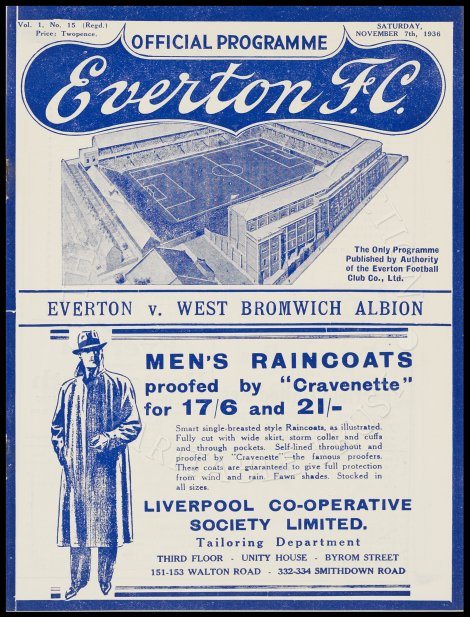 Vol. 1, No. 15 (Regd.)
Price; Twopence.
SATURDAY,
NOVEMBER 7th, 1936
OFFICIAL PROGRAMME
Everton F.C.
The Only Programme
Published by Authority
of the Everton Football
Club Co., Ltd.
EVERTON v. WEST BROMWICH ALBION
MEN'S RAINCOATS
proofed by "Cravenette"
for 17/6 and 21/-
Smart single-breasted style Raincoats, as illustrated.
Fully cut with wide skirt, storm collar and cuffs
and through pockets. Self-lined throughout and
proofed by "Cravenette"—the famous proofers.
These coats are guaranteed to give full protection
from wind and rain. Fawn shades. Stocked in
all sizes.
LIVERPOOL CO-OPERATIVE
SOCIETY LIMITED.
Tailoring Department
THIRD FLOOR - UNITY HOUSE - BYROM STREET
151-153 WALTON ROAD - 332-334 SMITHDOWN ROAD